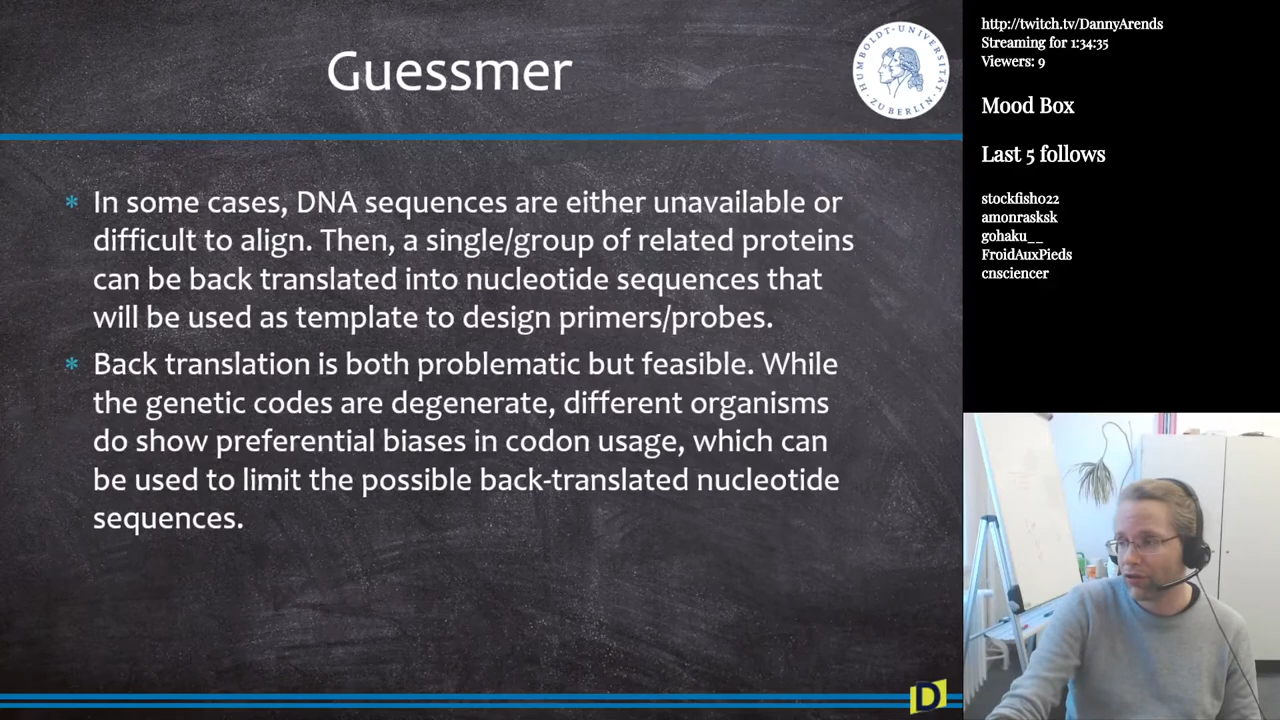 Guessmer
HUMBOLDT-UNIVERSITÄT
ZU BERLIN
* In some cases, DNA sequences are either unavailable or
difficult to align. Then, a single/group of related proteins
can be back translated into nucleotide sequences that
will be used as template to design primers/probes.
* Back translation is both problematic but feasible. While
the genetic codes are degenerate, different organisms
do show preferential biases in codon usage, which can
be used to limit the possible back-translated nucleotide
sequences.
D
http://twitch.tv/DannyArends
Streaming for 1:34:35
Viewers: 9
Mood Box
Last 5 follows
stockfish022
amonrasksk
gohaku__
FroidAuxPieds
cnsciencer